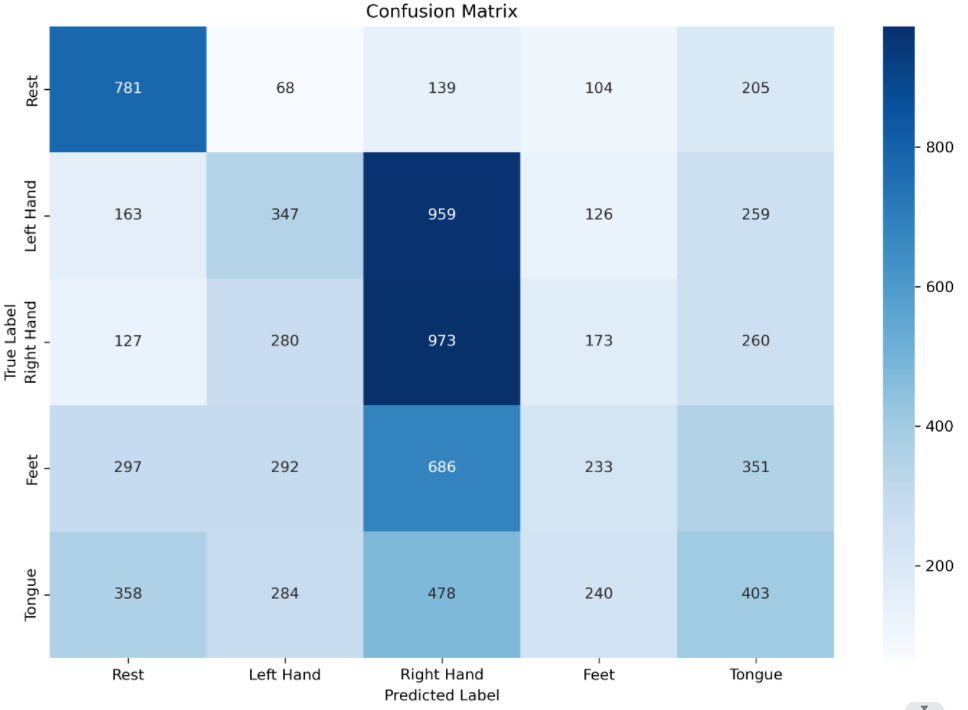 Confusion Matrix
True Label
Rest 781 68 139 104 205
Left Hand 163 347 959 126 259
Right Hand 127 280 973 173 260
Feet 297 292 686 233 351
Tongue 358 284 478 240 403
Rest Left Hand Right Hand Feet Tongue
Predicted Label
800
600
400
200